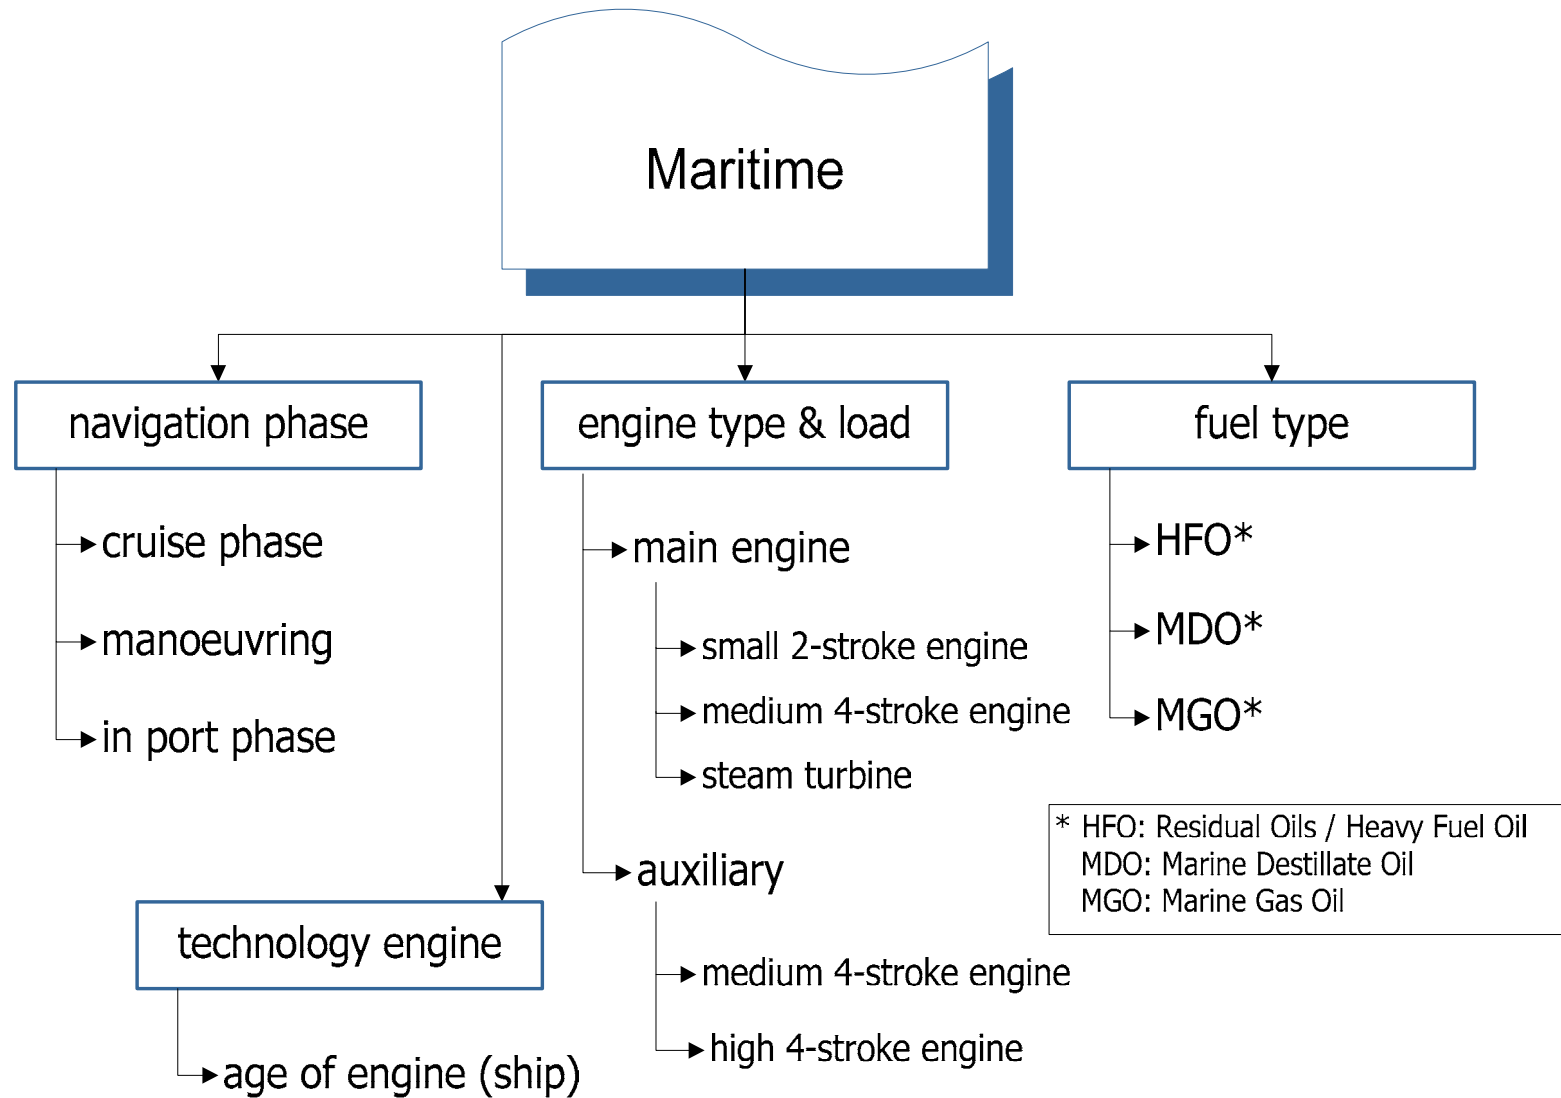 Maritime
navigation phase
cruise phase
manoeuvring
in port phase
technology engine
age of engine (ship)
engine type & load
main engine
small 2-stroke engine
medium 4-stroke engine
steam turbine
auxiliary
medium 4-stroke engine
high 4-stroke engine
fuel type
HFO*
MDO*
MGO*
* HFO: Residual Oils / Heavy Fuel Oil
MDO: Marine Destillate Oil
MGO: Marine Gas Oil